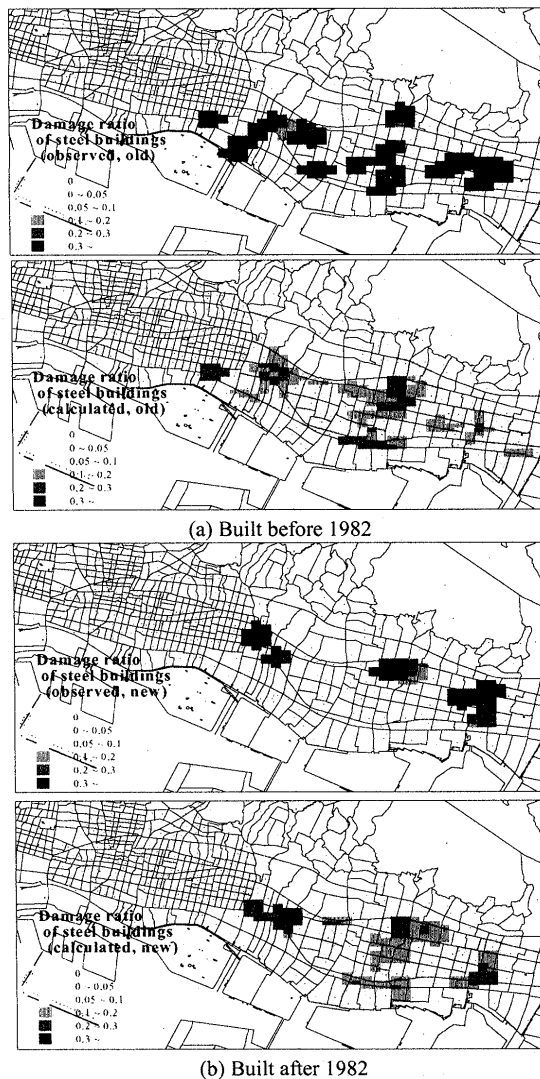 Damage ratio
of steel buildings
(observed, old)
0
0 ~ 0.05
0.05 ~ 0.1
0.1 ~ 0.2
0.2 ~ 0.3
0.3 ~
Damage ratio
of steel buildings
(calculated, old)
0
0 ~ 0.05
0.05 ~ 0.1
0.1 ~ 0.2
0.2 ~ 0.3
0.3 ~
(a) Built before 1982
Damage ratio
of steel buildings
(observed, new)
0
0 ~ 0.05
0.05 ~ 0.1
0.1 ~ 0.2
0.2 ~ 0.3
0.3 ~
Damage ratio
of steel buildings
(calculated, new)
0
0 ~ 0.05
0.05 ~ 0.1
0.1 ~ 0.2
0.2 ~ 0.3
0.3 ~
(b) Built after 1982